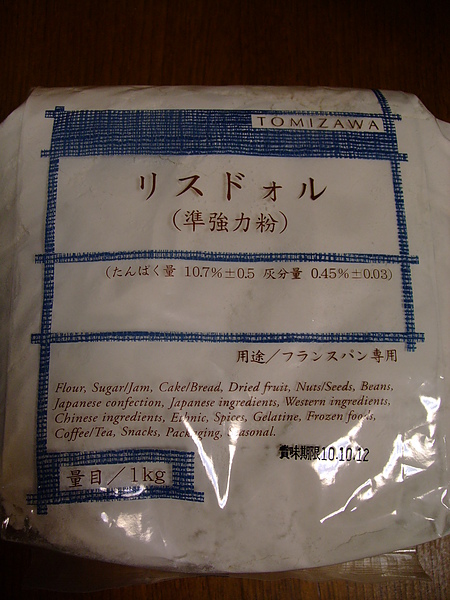 TOMIZAWA
リスドォル
(準強力粉)
(たんぱく量 10.7%±0.5 灰分量 0.45%±0.03)
用途/フランスパン専用
Flour, Sugar/Jam, Cake/Bread, Dried fruit, Nuts/Seeds, Beans,
Japanese confection, Japanese ingredients, Western ingredients,
Chinese ingredients, Ethnic, Spices, Gelatine, Frozen foods,
Coffee/Tea, Snacks, Packaging, Seasonal.
賞味期限10.10.12
量目/1kg